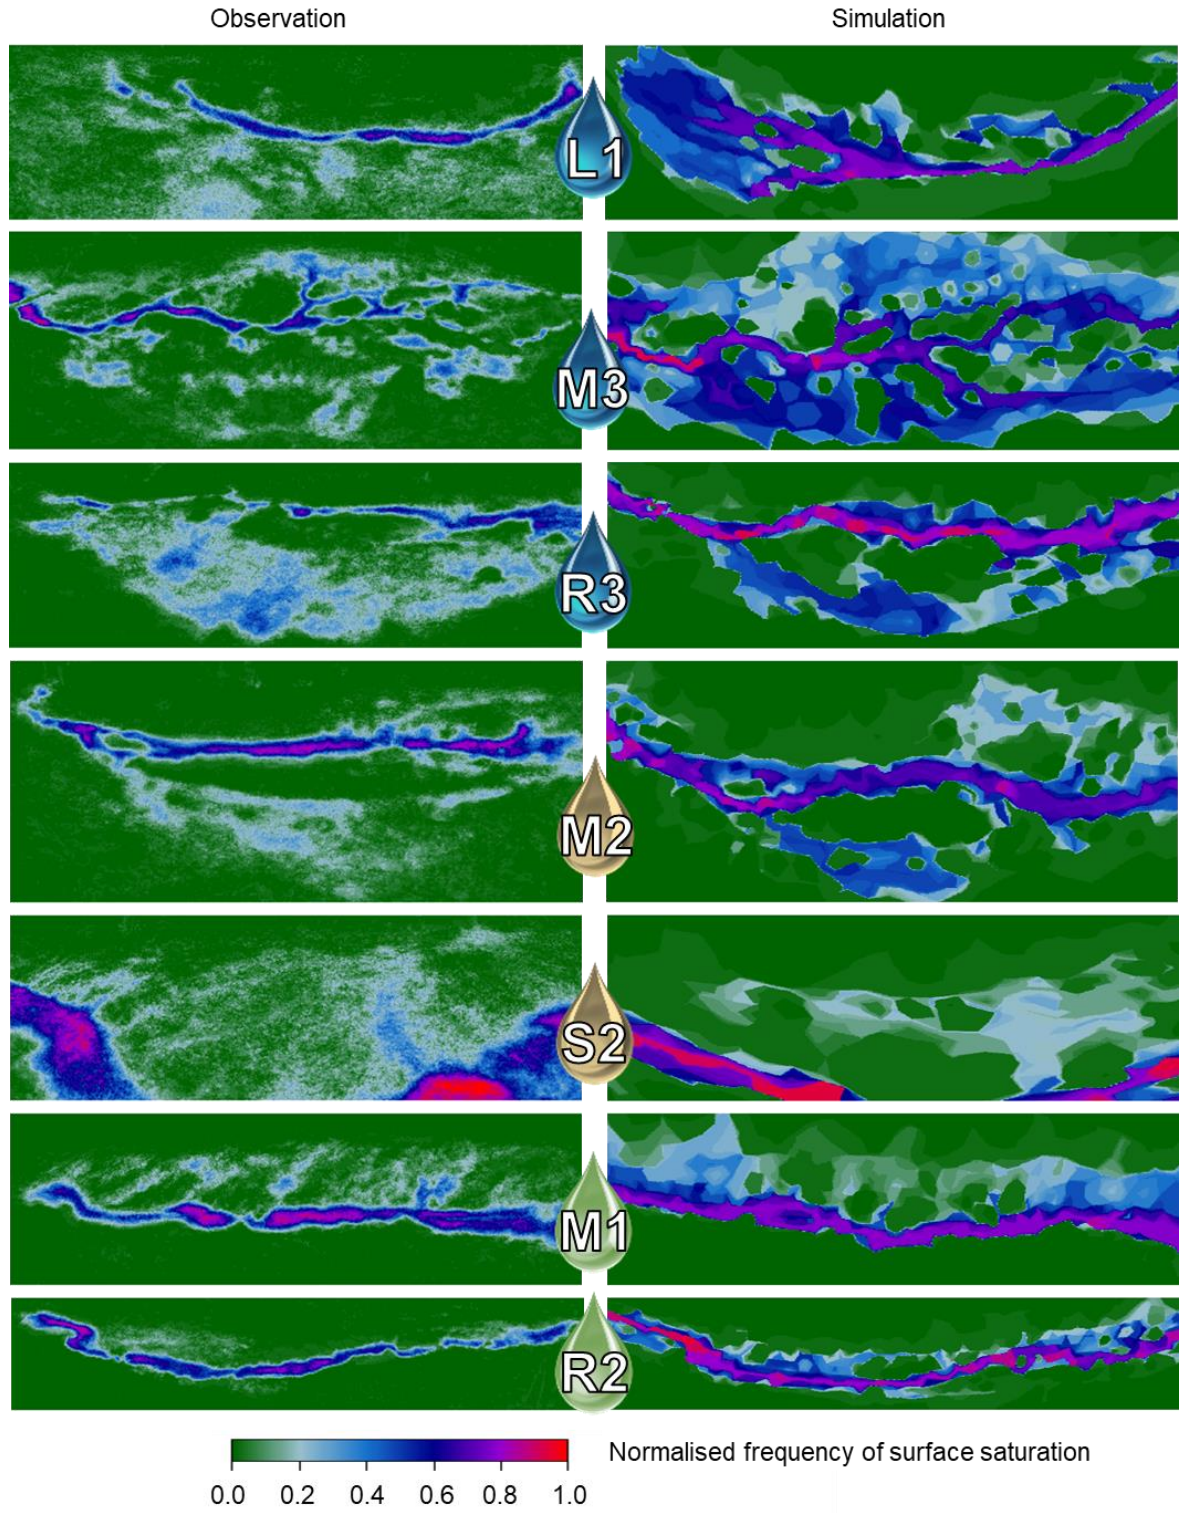 Observation Simulation
L1
M3
R3
M2
S2
M1
R2
Normalised frequency of surface saturation
0.0 0.2 0.4 0.6 0.8 1.0